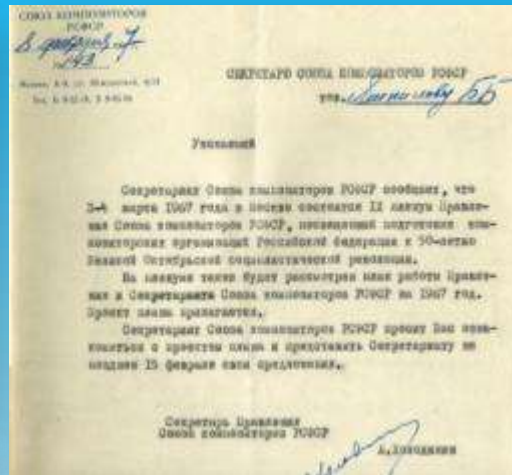 СОЮЗ КОМПОЗИТОРОВ
РСФСР
8 февраля 7
№ 143
СЕКРЕТАРЮ СОЮЗА КОМПОЗИТОРОВ РСФСР
тов. ББ
Уважаемый
Секретариат Союза композиторов РСФСР сообщает, что
марта 1967 года в Москве состоится II пленум Правле-
ния Союза композиторов РСФСР, посвященный подготовке ком-
позиторских организаций Российской Федерации к 50-летию
Великой Октябрьской социалистической революции.
На пленуме также будет рассмотрен план работы Правле-
ния и Секретариата Союза композиторов РСФСР на 1967 год.
Проект плана прилагается.
Секретариат Союза композиторов РСФСР просит Вас озна-
комиться с проектом плана и представить Секретариату не
позднее 15 февраля свои предложения.
Секретарь Правления
Союза композиторов РСФСР
А.Холодилин